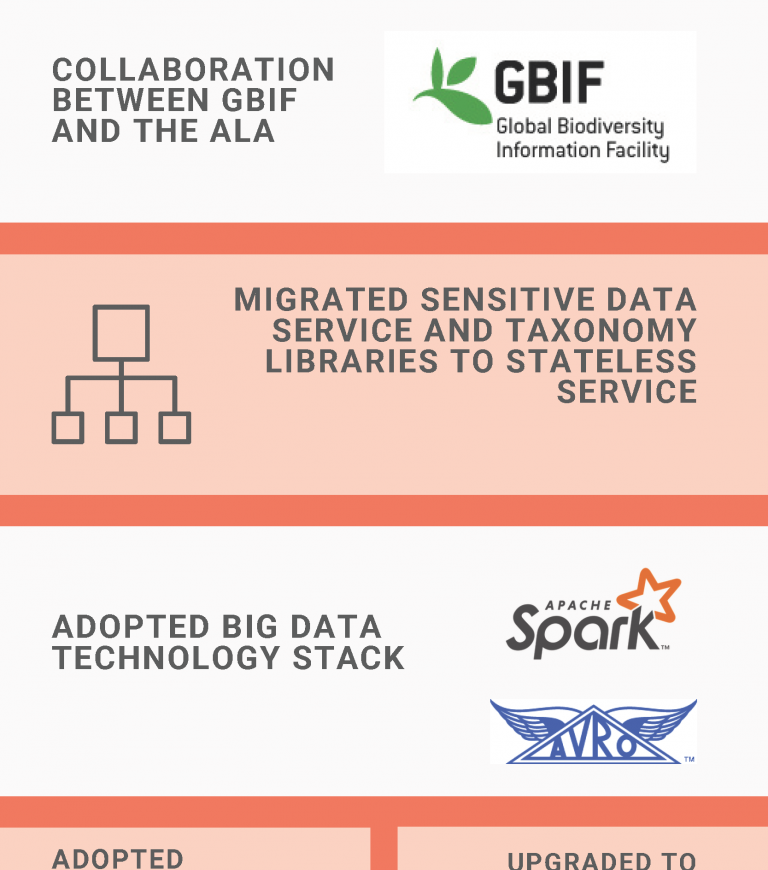 COLLABORATION
BETWEEN GBIF
AND THE ALA
GBIF
Global Biodiversity
Information Facility
MIGRATED SENSITIVE DATA
SERVICE AND TAXONOMY
LIBRARIES TO STATELESS
SERVICE
ADOPTED BIG DATA
TECHNOLOGY STACK
APACHE
Spark™
AVRO™
ADOPTED
UPGRADED TO